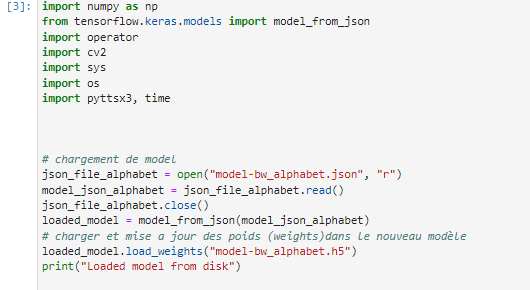 [3]: import numpy as np
from tensorflow.keras.models import model_from_json
import operator
import cv2
import sys
import os
import pyttsx3, time
# chargement de model
json_file_alphabet = open("model-bw_alphabet.json", "r")
model_json_alphabet = json_file_alphabet.read()
json_file_alphabet.close()
loaded_model = model_from_json(model_json_alphabet)
# charger et mise a jour des poids (weights)dans le nouveau modèle
loaded_model.load_weights("model-bw_alphabet.h5")
print("Loaded model from disk")